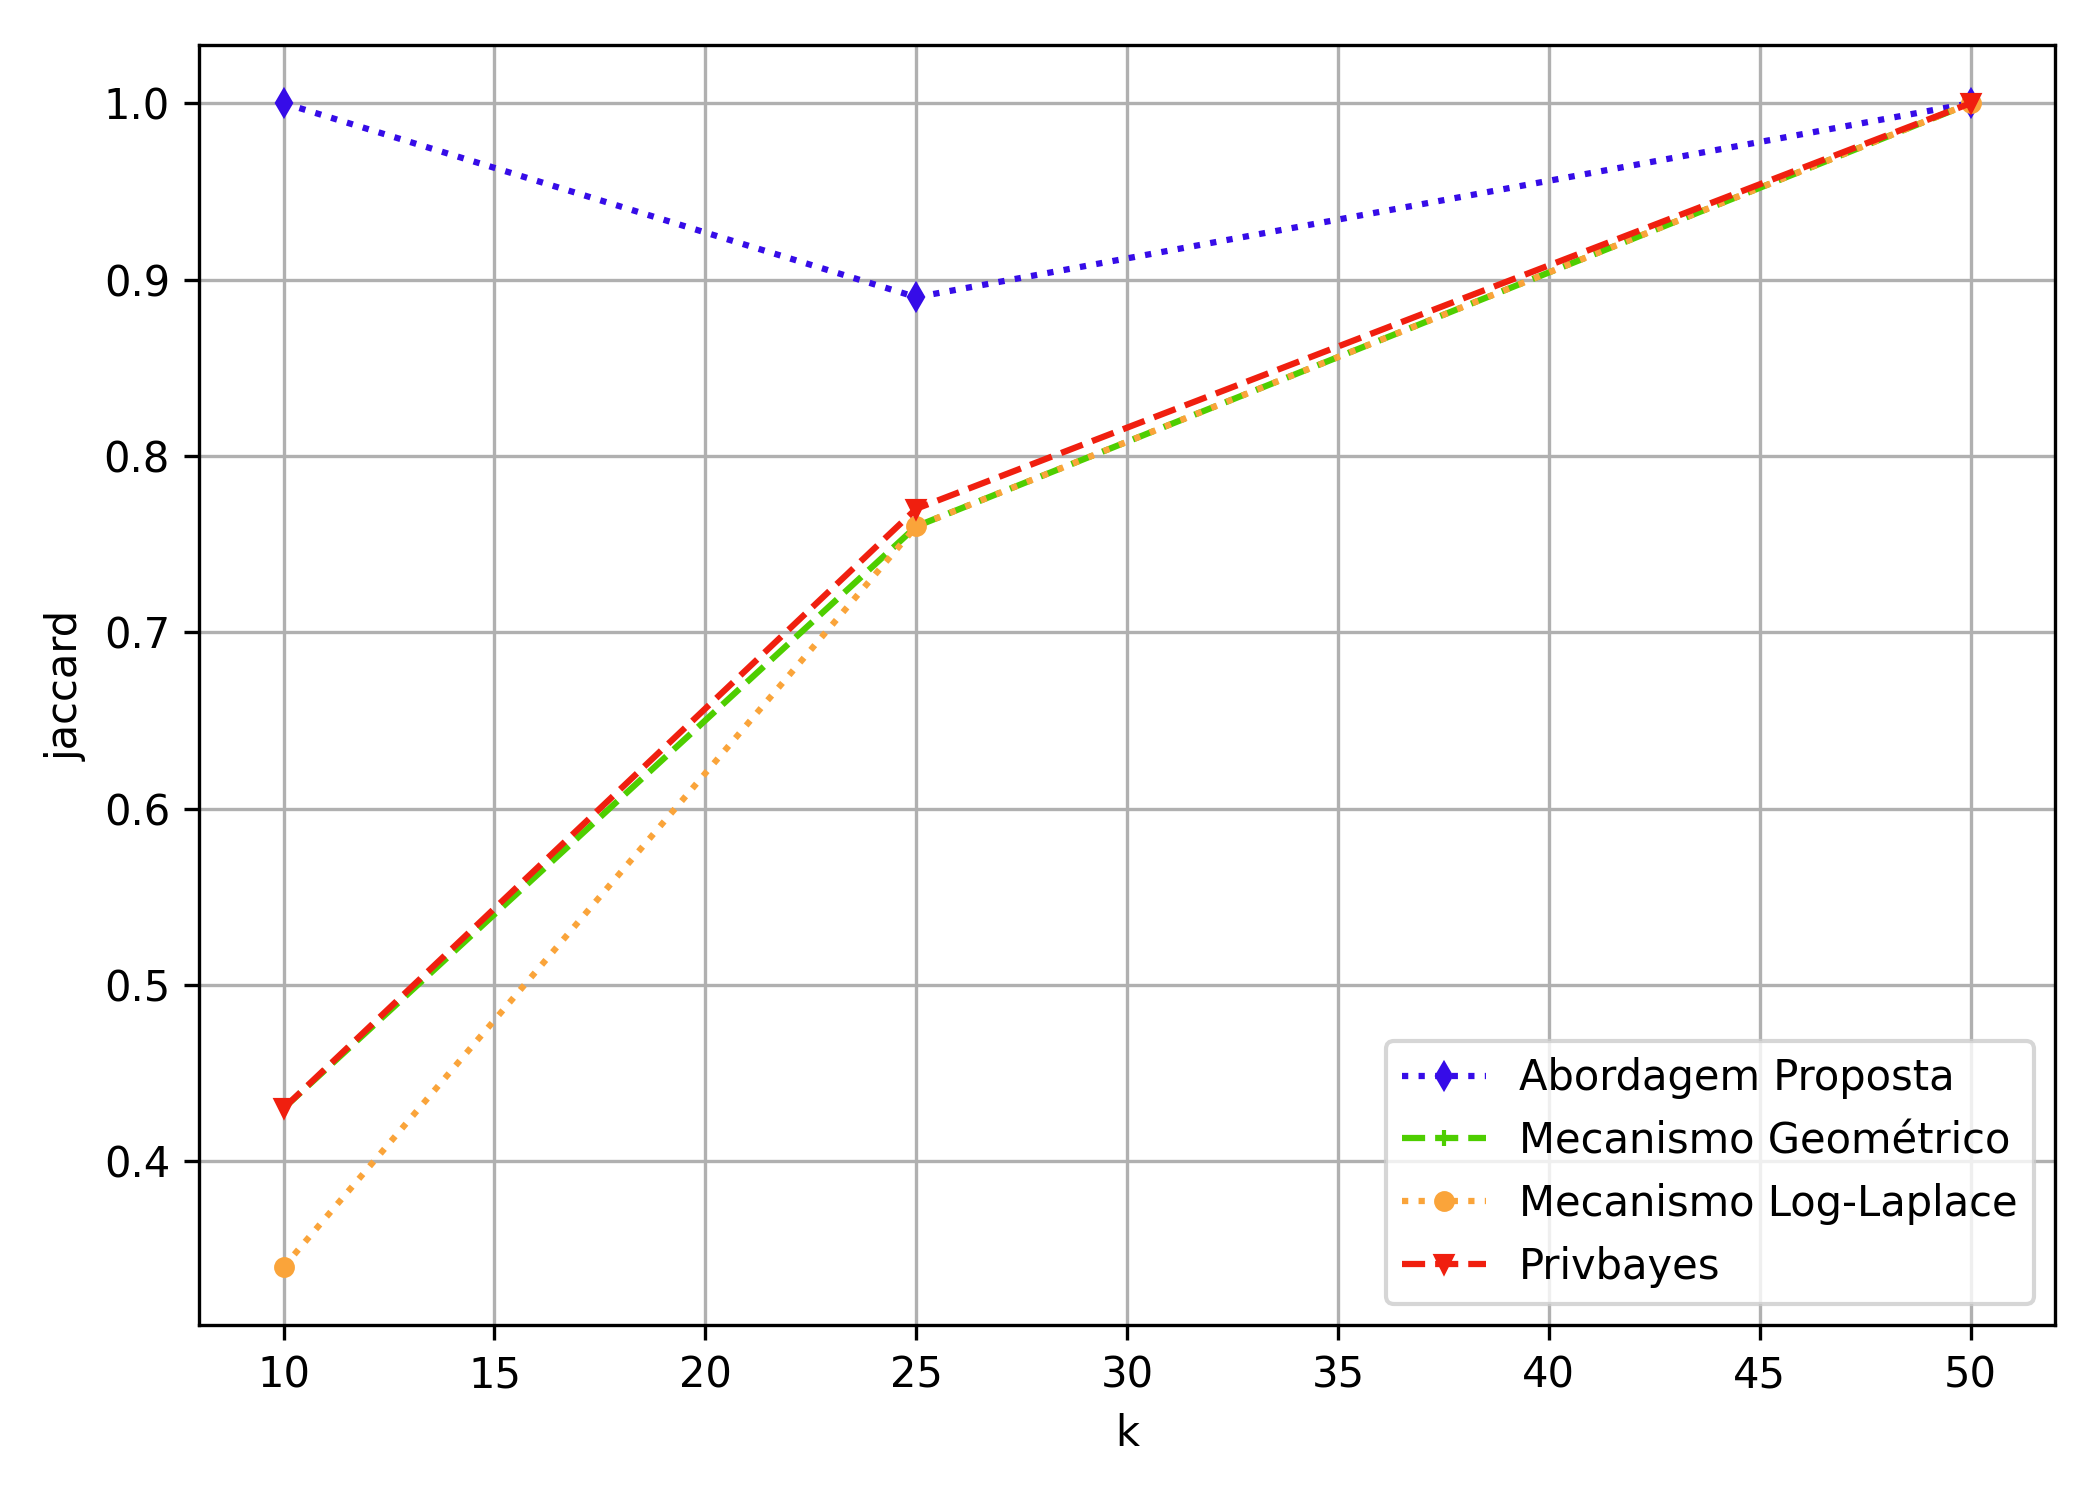 1.0
0.9
0.8
0.7
0.6
0.5
0.4
jaccard
10 15 20 25 30 35 40 45 50
k
Abordagem Proposta
Mecanismo Geométrico
Mecanismo Log-Laplace
Privbayes